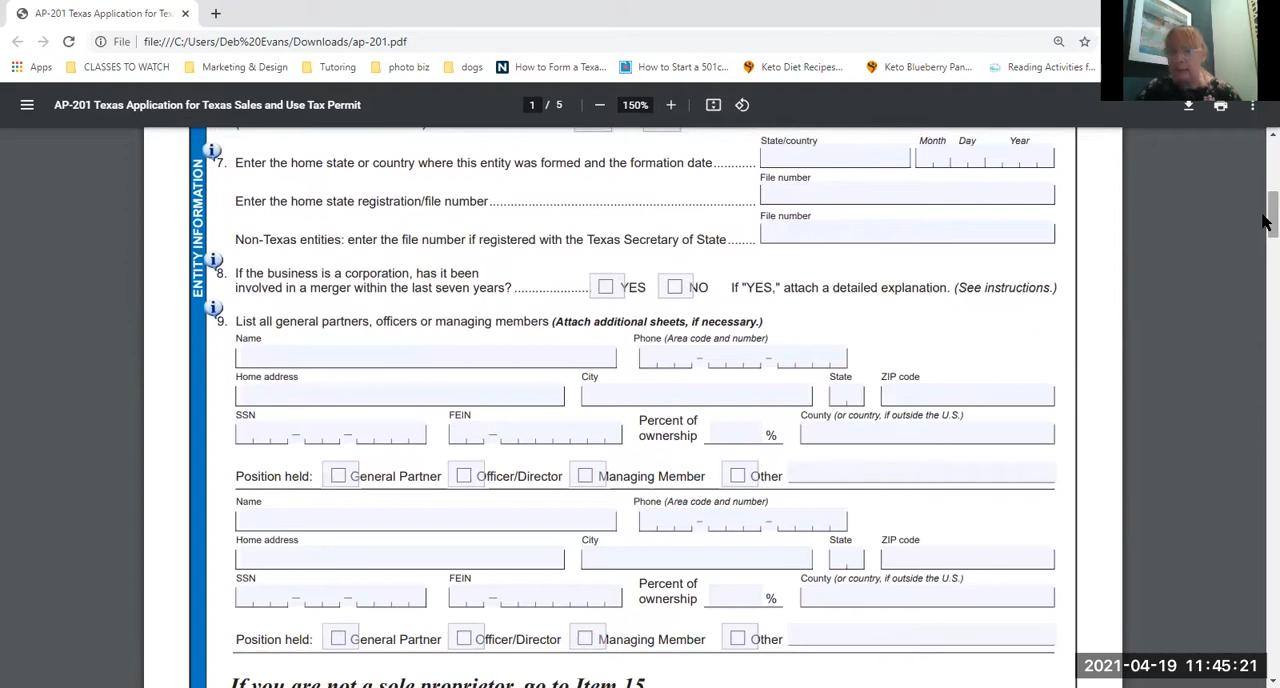 AP-201 Texas Application for Tex
File file:///C:/Users/Deb%20Evans/Downloads/ap-201.pdf
Apps CLASSES TO WATCH Marketing & Design Tutoring photo biz dogs How to Form a Texa... How to Start a 501c... Keto Diet Recipes... Keto Blueberry Pan... Reading Activities f...
AP-201 Texas Application for Texas Sales and Use Tax Permit 1 / 5 150%
ENTITY INFORMATION
State/country Month Day Year
7. Enter the home state or country where this entity was formed and the formation date............
File number
Enter the home state registration/file number
File number
Non-Texas entities: enter the file number if registered with the Texas Secretary of State.......
8. If the business is a corporation, has it been
involved in a merger within the last seven years? YES NO If "YES," attach a detailed explanation. (See instructions.)
9. List all general partners, officers or managing members (Attach additional sheets, if necessary.)
Name Phone (Area code and number)
Home address City State ZIP code
SSN FEIN Percent of ownership % County (or country, if outside the U.S.)
Position held: General Partner Officer/Director Managing Member Other
Name Phone (Area code and number)
Home address City State ZIP code
SSN FEIN Percent of ownership % County (or country, if outside the U.S.)
Position held: General Partner Officer/Director Managing Member Other
If you are not a sole proprietor, go to Item 15
2021-04-19 11:45:21